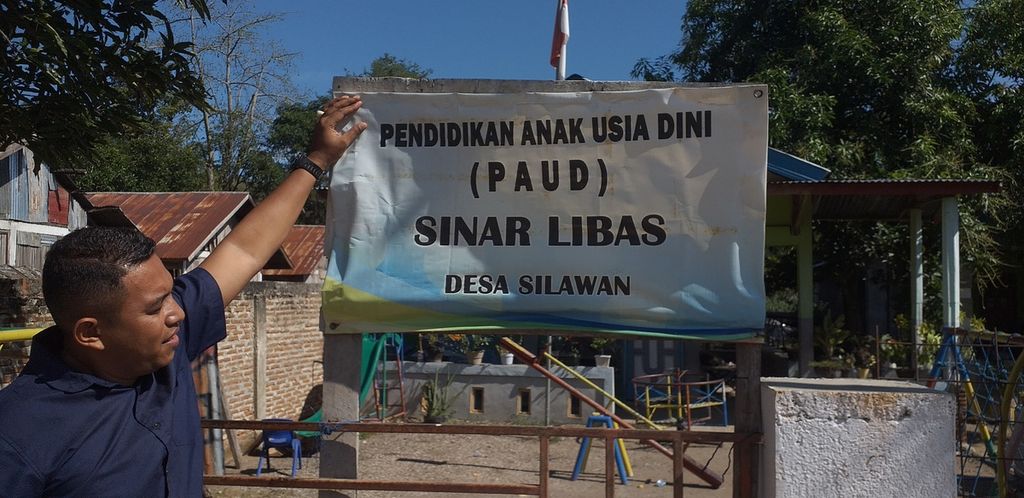 PENDIDIKAN ANAK USIA DINI
(PAUD)
SINAR LIBAS
DESA SILAWAN